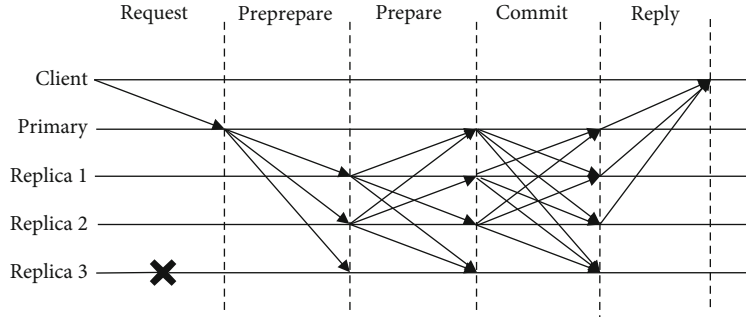 Request Preprepare Prepare Commit Reply
Client
Primary
Replica 1
Replica 2
Replica 3